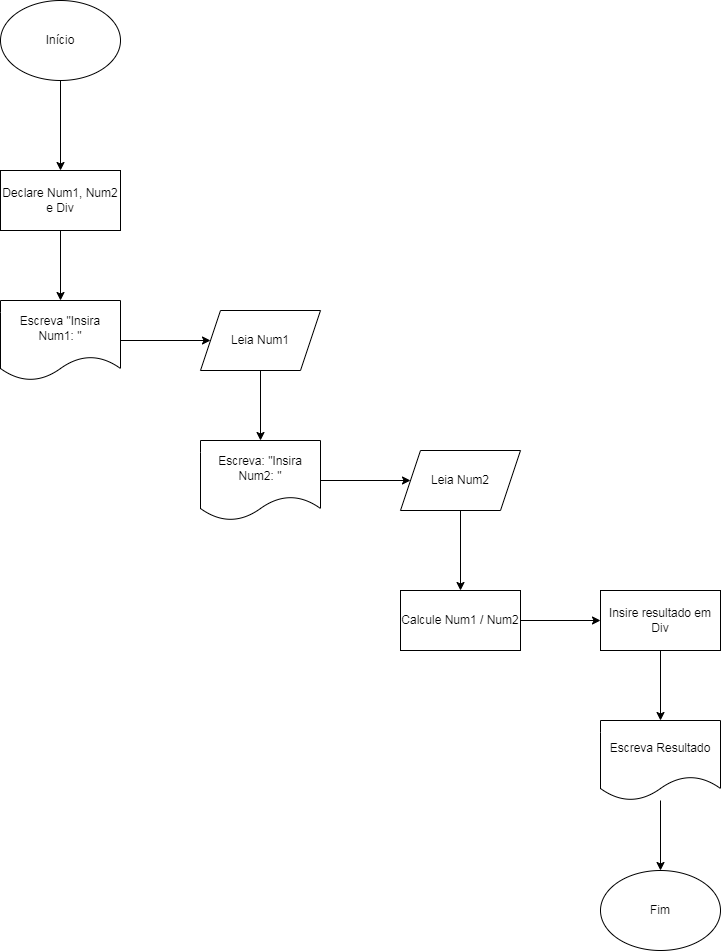 Início
Declare Num1, Num2
e Div
Escreva "Insira
Num1: "
Leia Num1
Escreva: "Insira
Num2: "
Leia Num2
Calcule Num1 / Num2
Insire resultado em
Div
Escreva Resultado
Fim